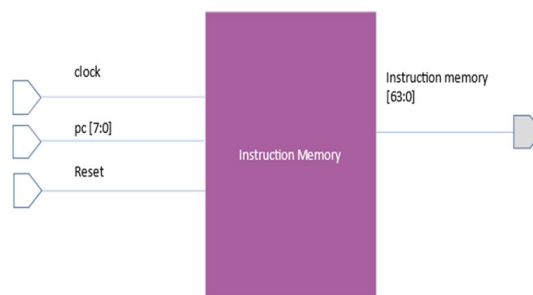 clock
pc [7:0]
Reset
Instruction Memory
Instruction memory
[63:0]